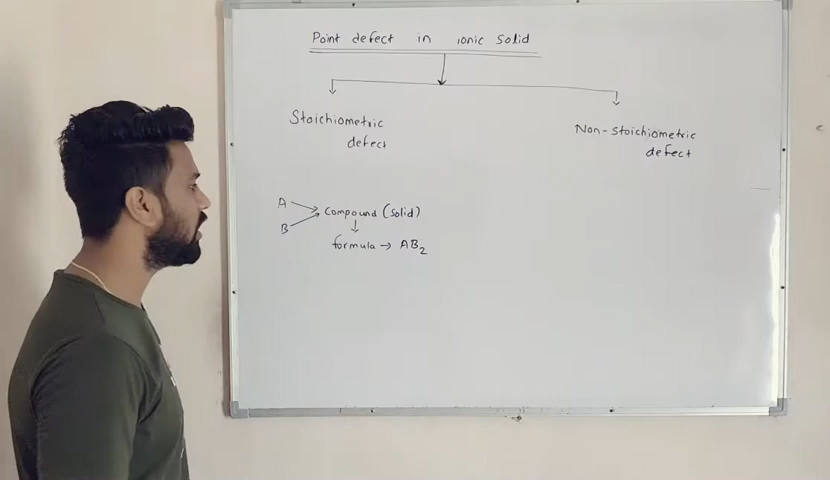 Point defect in ionic solid
Stoichiometric
defect
Non-stoichiometric
defect
A
B
Compound (solid)
formula → AB₂